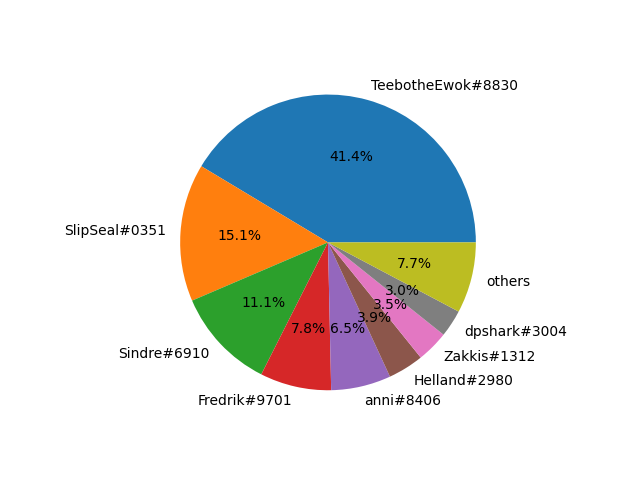 TeebotheEwok#8830
41.4%
SlipSeal#0351
15.1%
Sindre#6910
11.1%
Fredrik#9701
7.8%
anni#8406
6.5%
Helland#2980
3.9%
Zakkis#1312
3.5%
dpshark#3004
3.0%
others
7.7%